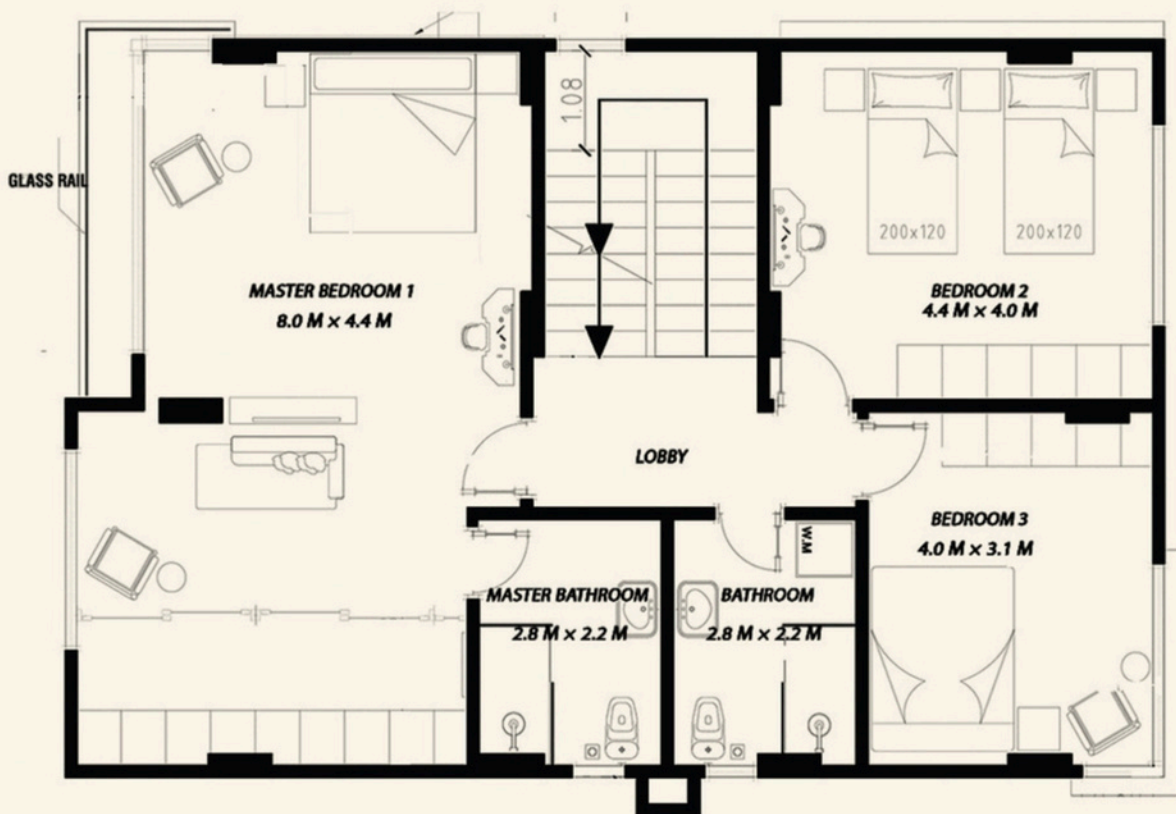 1.08
GLASS RAIL
200x120
200x120
MASTER BEDROOM 1
8.0 M × 4.4 M
BEDROOM 2
4.4 M × 4.0 M
LOBBY
BEDROOM 3
4.0 M × 3.1 M
W.M
MASTER BATHROOM
2.8 M × 2.2 M
BATHROOM
2.8 M × 2.2 M